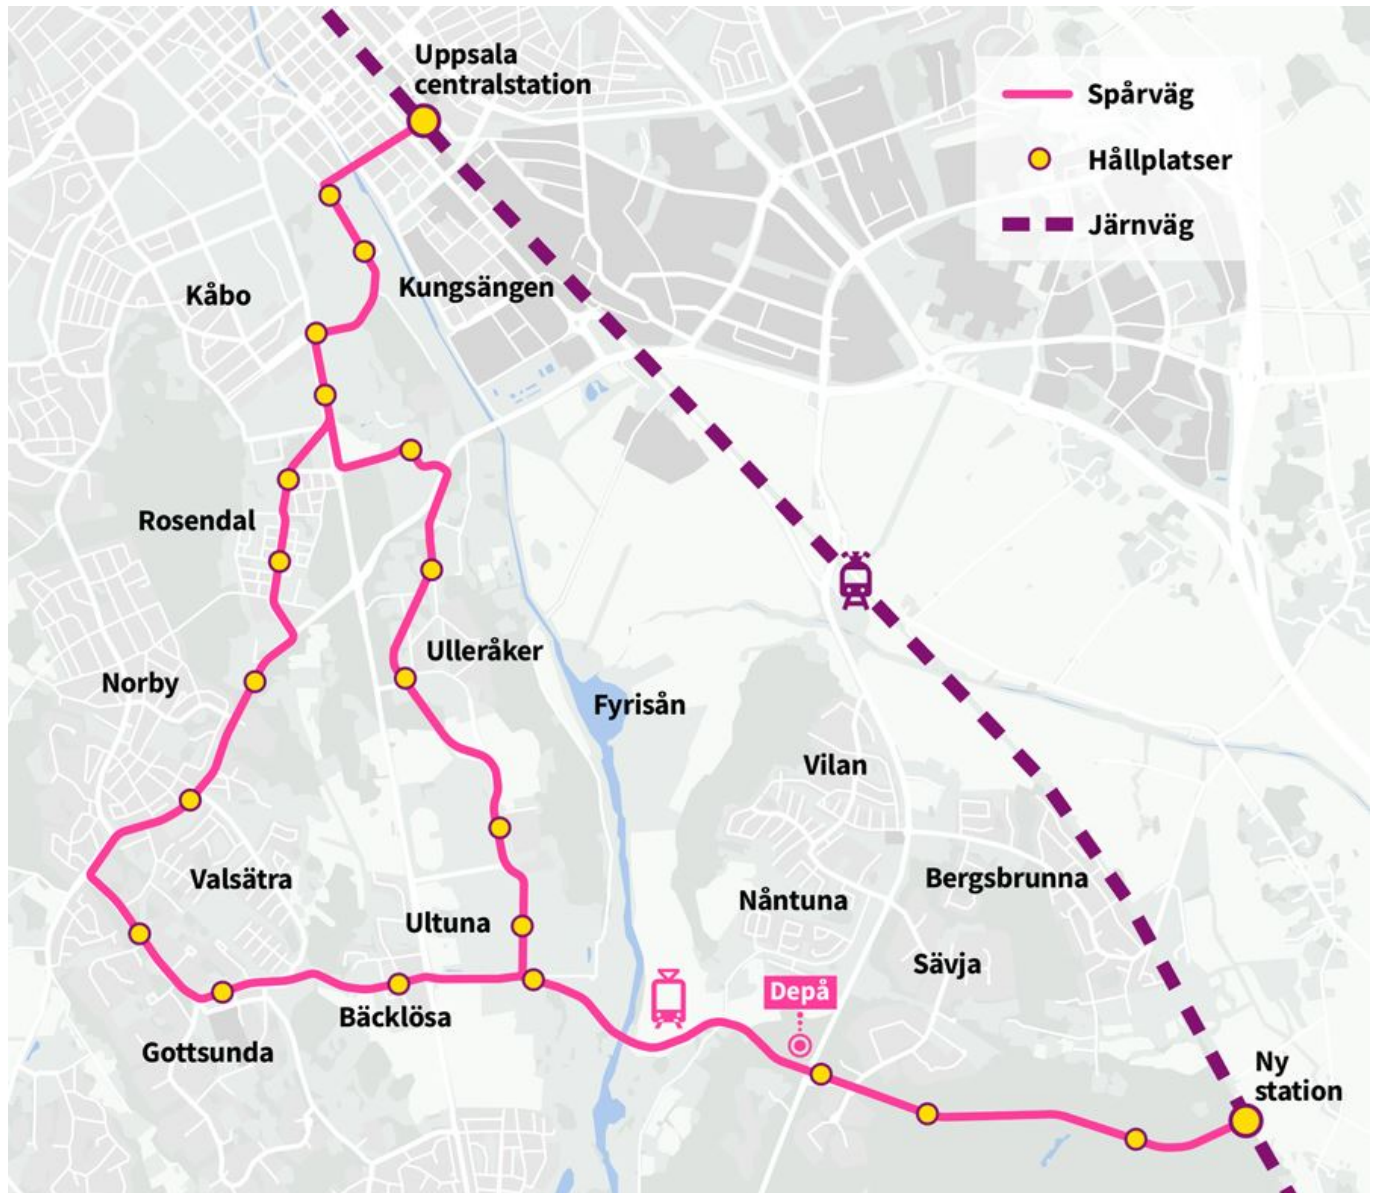 Uppsala
centralstation
Spårväg
Hållplatser
Järnväg
Kåbo
Kungsängen
Rosendal
Ulleråker
Norby
Fyrisån
Vilan
Valsätra
Bergsbrunna
Nåntuna
Ultuna
Sävja
Depå
Bäcklösa
Gottsunda
Ny
station